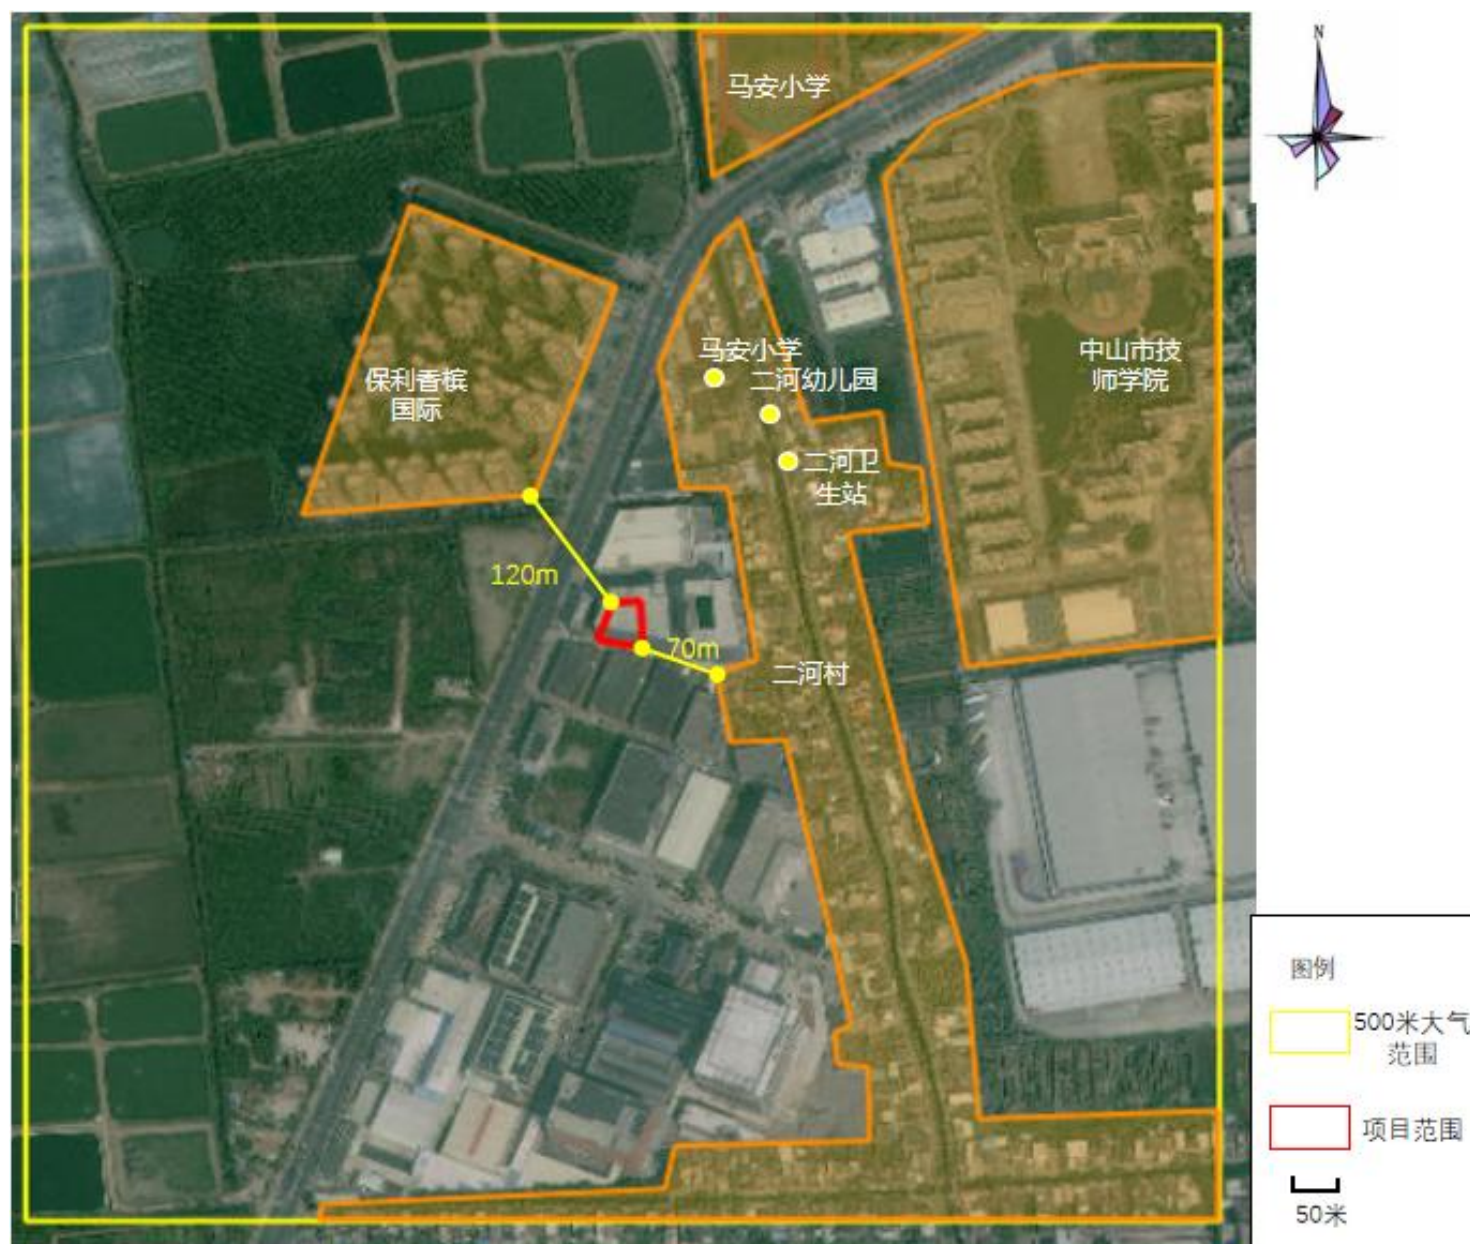 N
马安小学
马安小学
二河幼儿园
中山市技
师学院
保利香槟
国际
二河卫
生站
120m
70m
二河村
图例
500米大气
范围
项目范围
50米